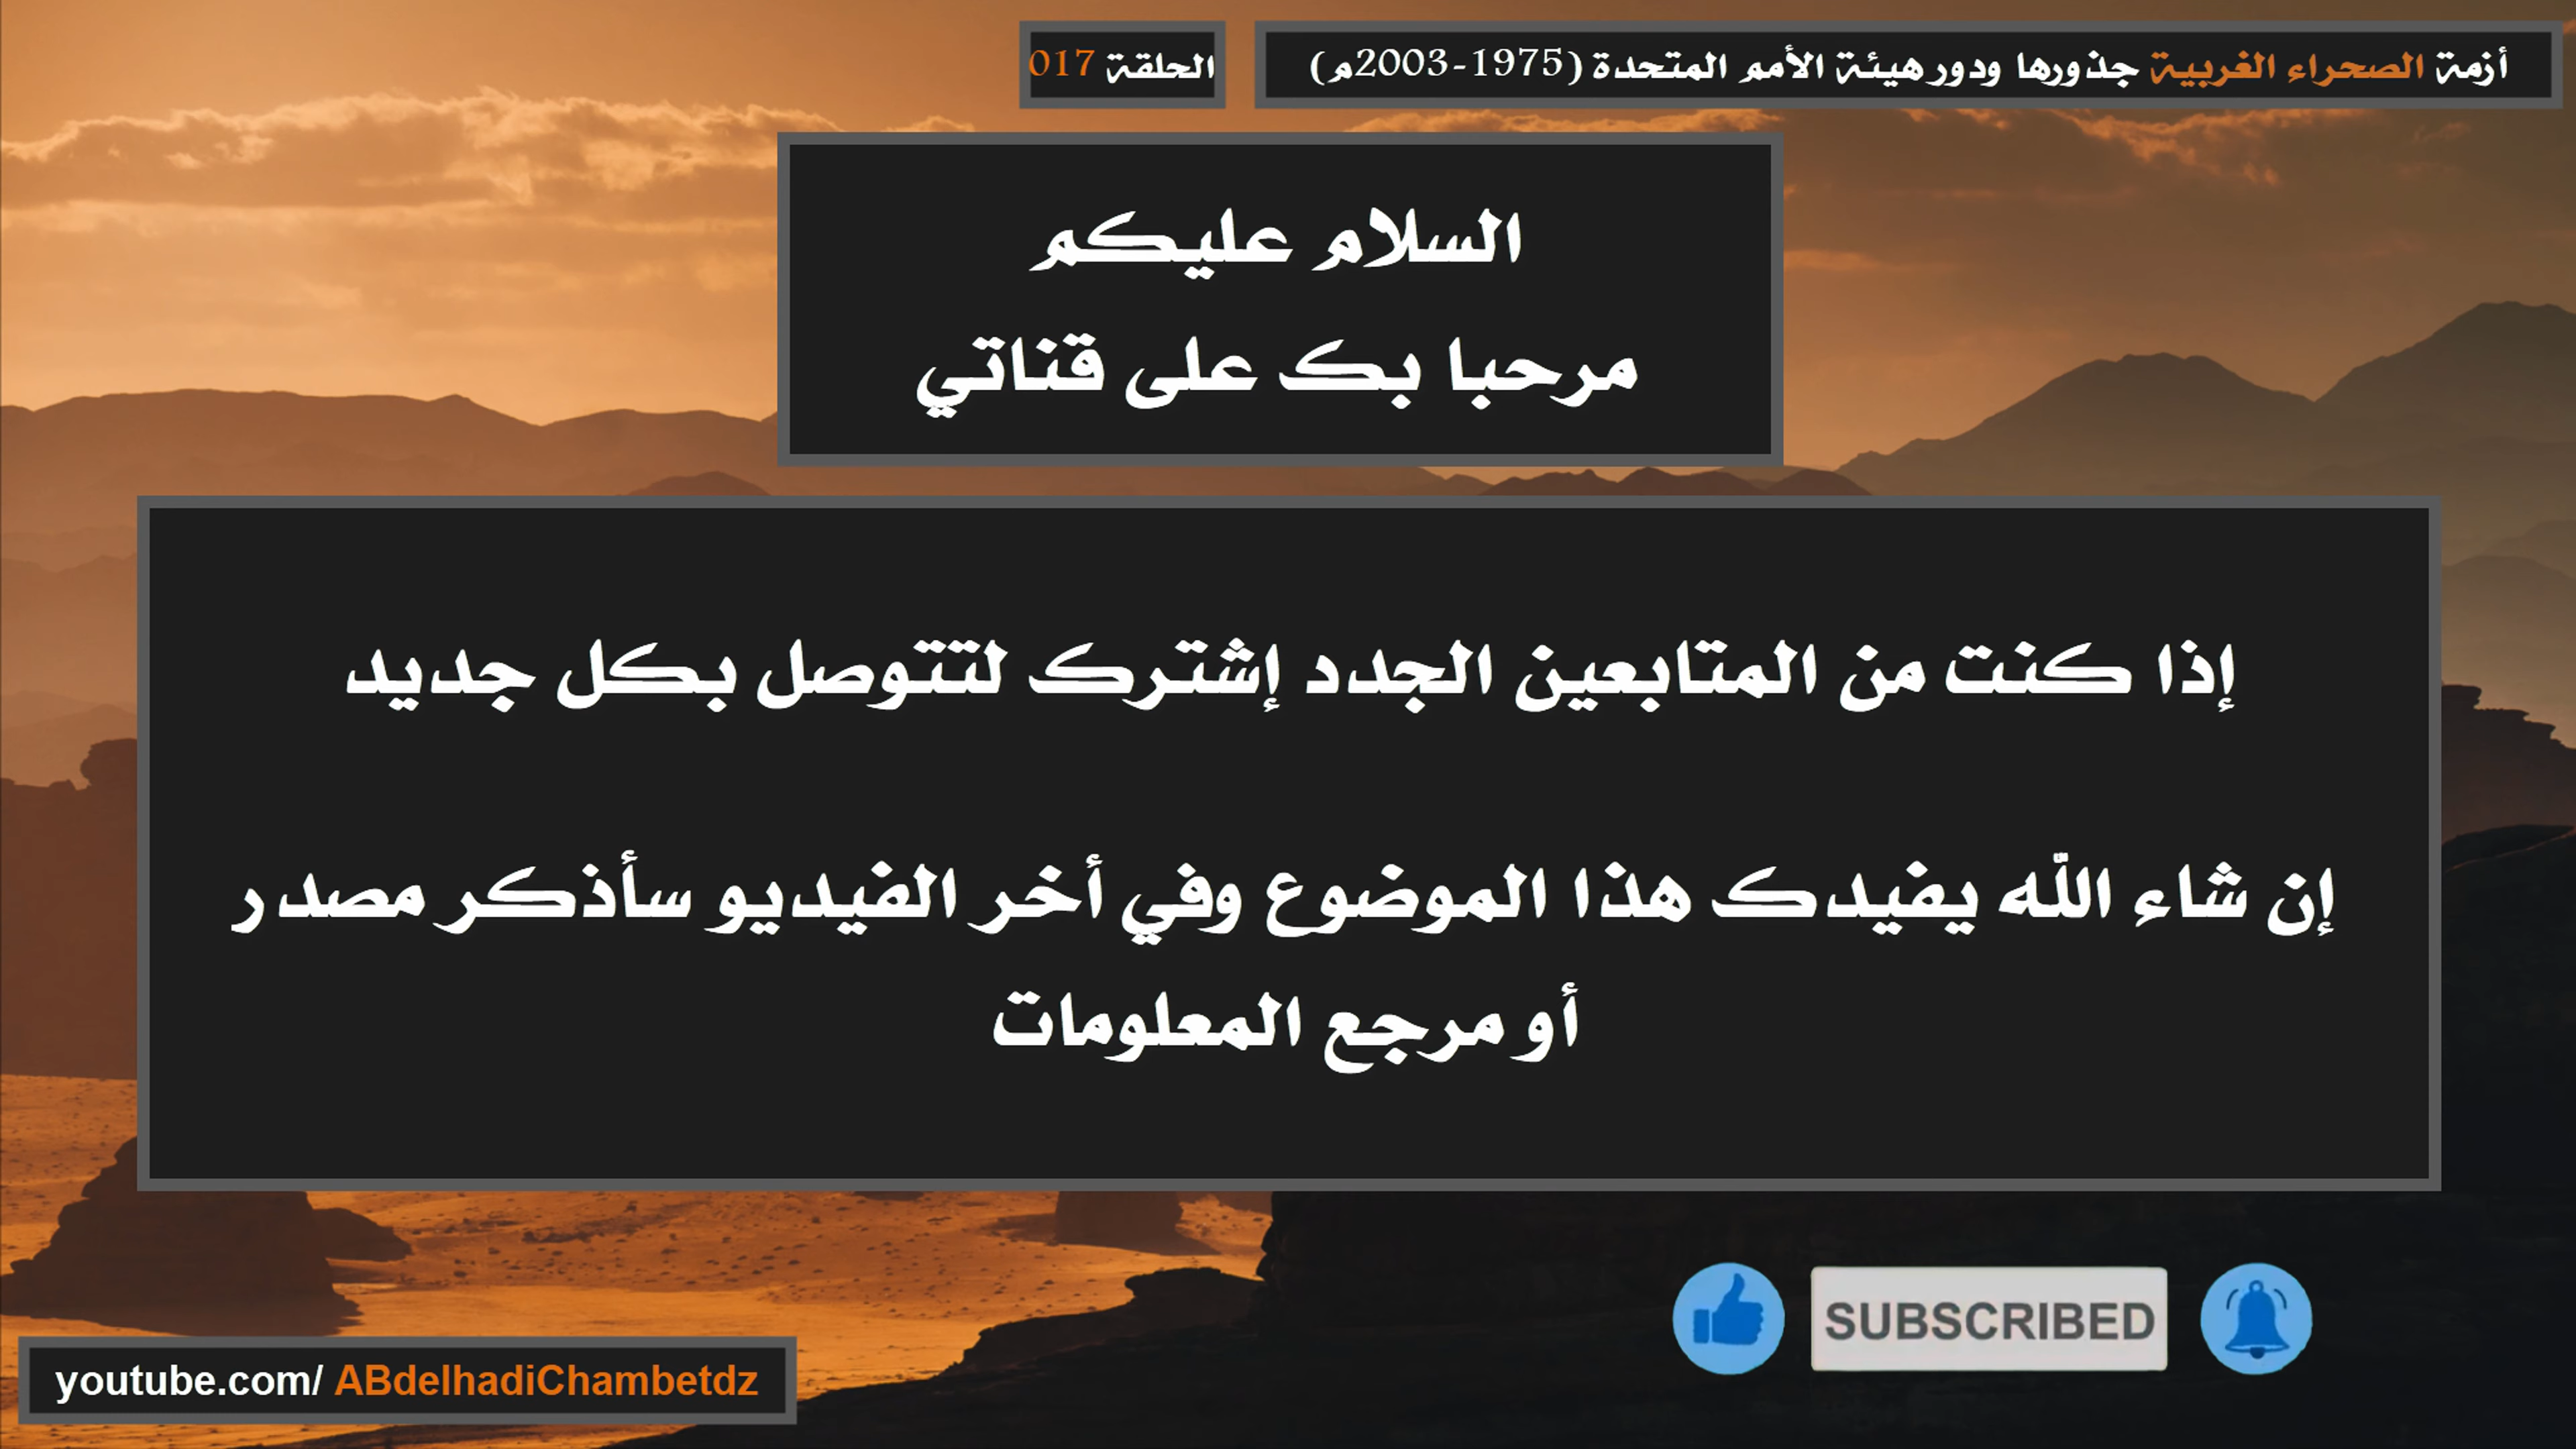 أزمة الصحراء الغربية جذورها ودور هيئة الأمم المتحدة (1975-2003م)
الحلقة 017
السلام عليكم
مرحبا بك على قناتي
إذا كنت من المتابعين الجدد إشترك لتتوصل بكل جديد
إن شاء الله يفيدك هذا الموضوع وفي أخر الفيديو سأذكر مصدر
أو مرجع المعلومات
SUBSCRIBED
youtube.com/ ABdelhadiChambetdz